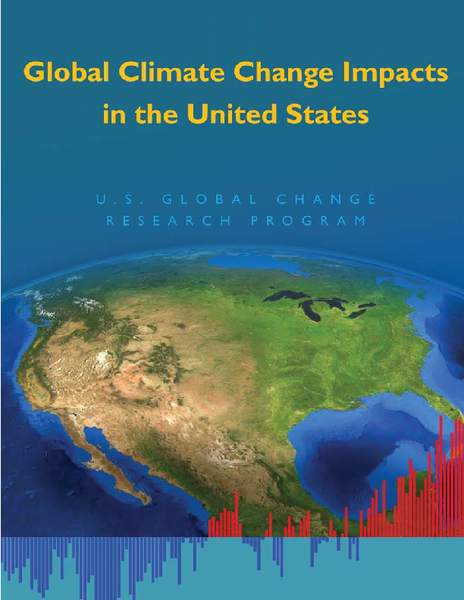 Global Climate Change Impacts
in the United States
U.S. GLOBAL CHANGE
RESEARCH PROGRAM